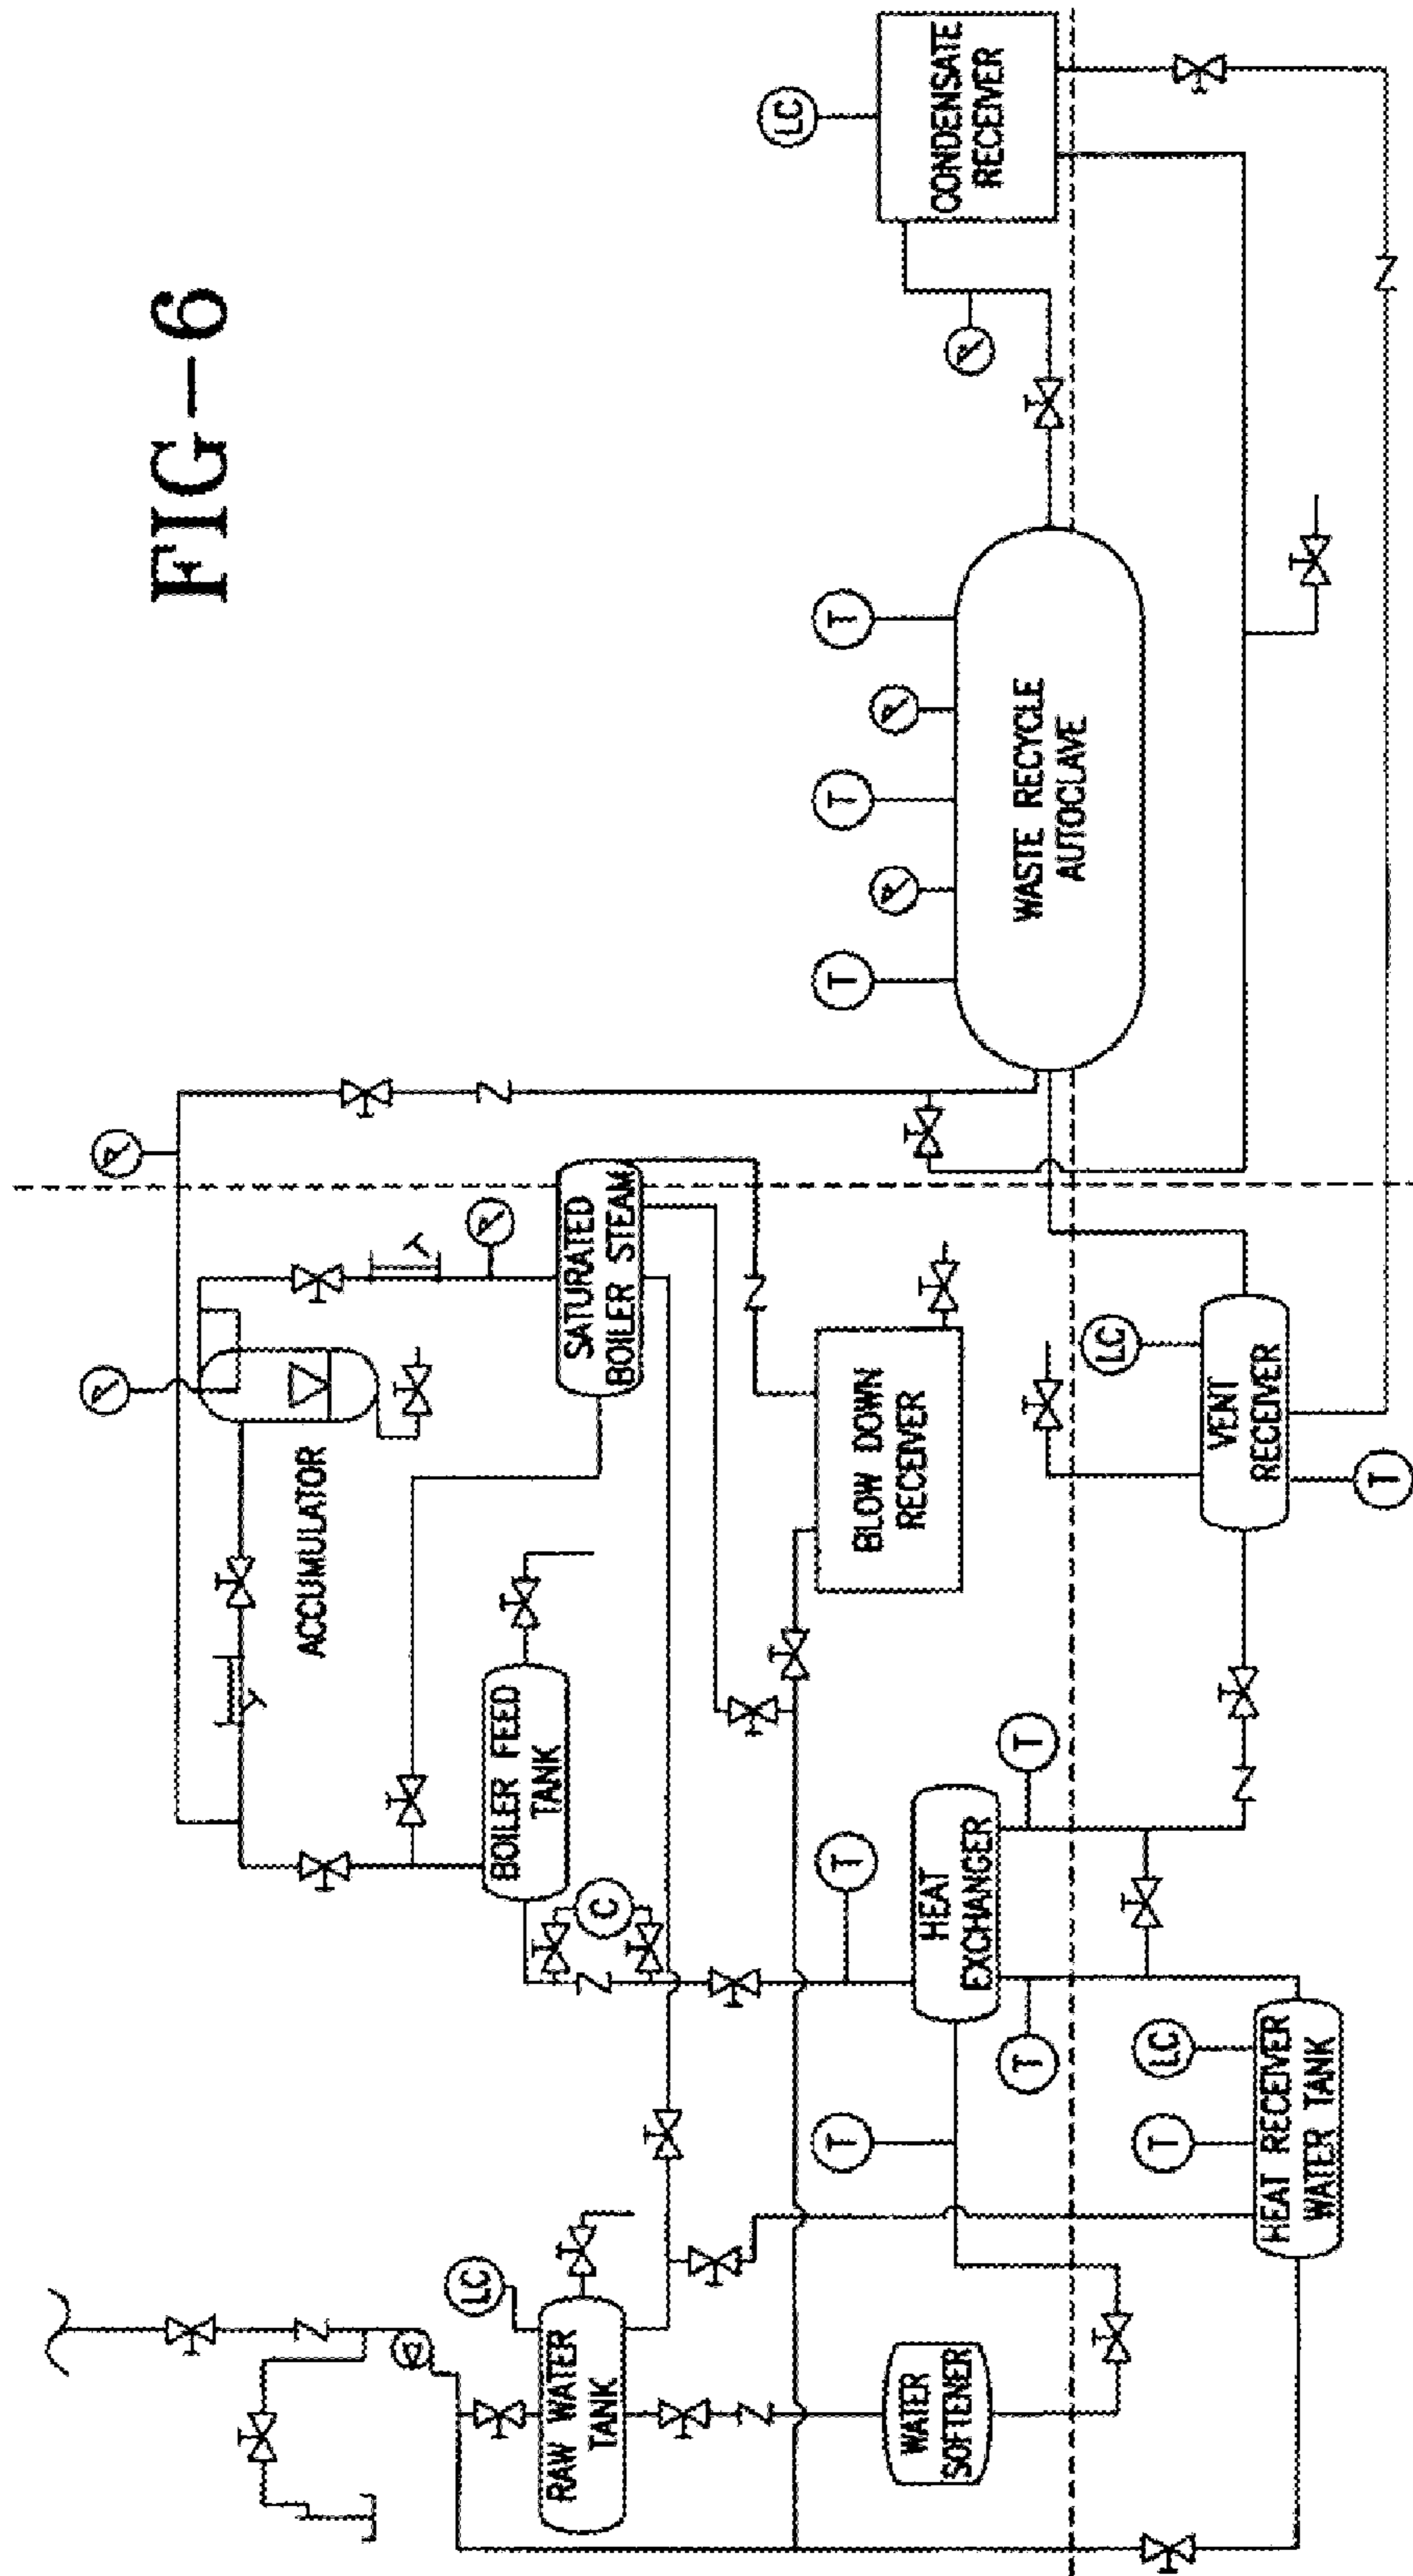 FIG-6
LC
CONDENSATE
RECEIVER
P
T
P
T
P
T
WASTE RECYCLE
AUTOCLAVE
P
P
P
SATURATED
BOILER STEAM
ACCUMULATOR
BLOW DOWN
RECEIVER
LC
VENT
RECEIVER
T
BOILER FEED
TANK
C
T
T
HEAT
EXCHANGER
T
T
LC
T
HEAT RECEIVER
WATER TANK
LC
RAW WATER
TANK
WATER
SOFTENER